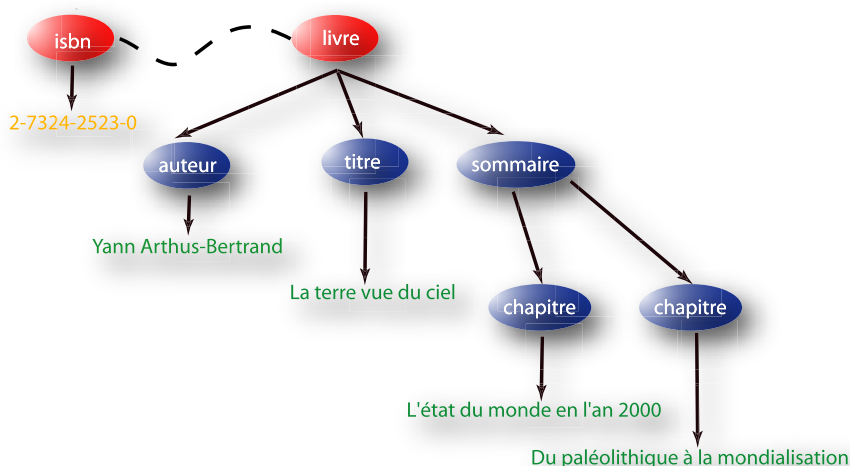 isbn
livre
2-7324-2523-0
auteur
titre
sommaire
Yann Arthus-Bertrand
La terre vue du ciel
chapitre
chapitre
L'état du monde en l'an 2000
Du paléolithique à la mondialisation